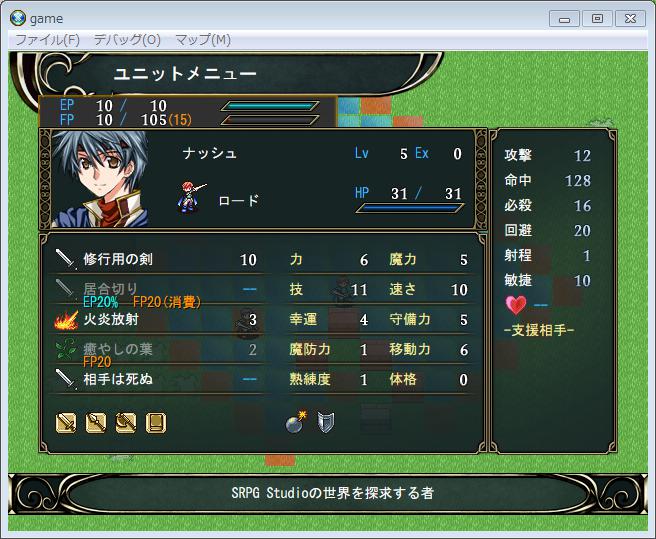 game
ファイル(F) デバッグ(O) マップ(M)
ユニットメニュー
EP 10 / 10
FP 10 / 105(15)
ナッシュ Lv 5 Ex 0
ロード HP 31 / 31
修行用の剣 10
居合切り --
EP20% FP20(消費)
火炎放射 3
癒やしの葉 2
FP20
相手は死ぬ --
力 6 魔力 5
技 11 速さ 10
幸運 4 守備力 5
魔防力 1 移動力 6
熟練度 1 体格 0
攻撃 12
命中 128
必殺 16
回避 20
射程 1
敏捷 10
--
-支援相手-
SRPG Studioの世界を探求する者